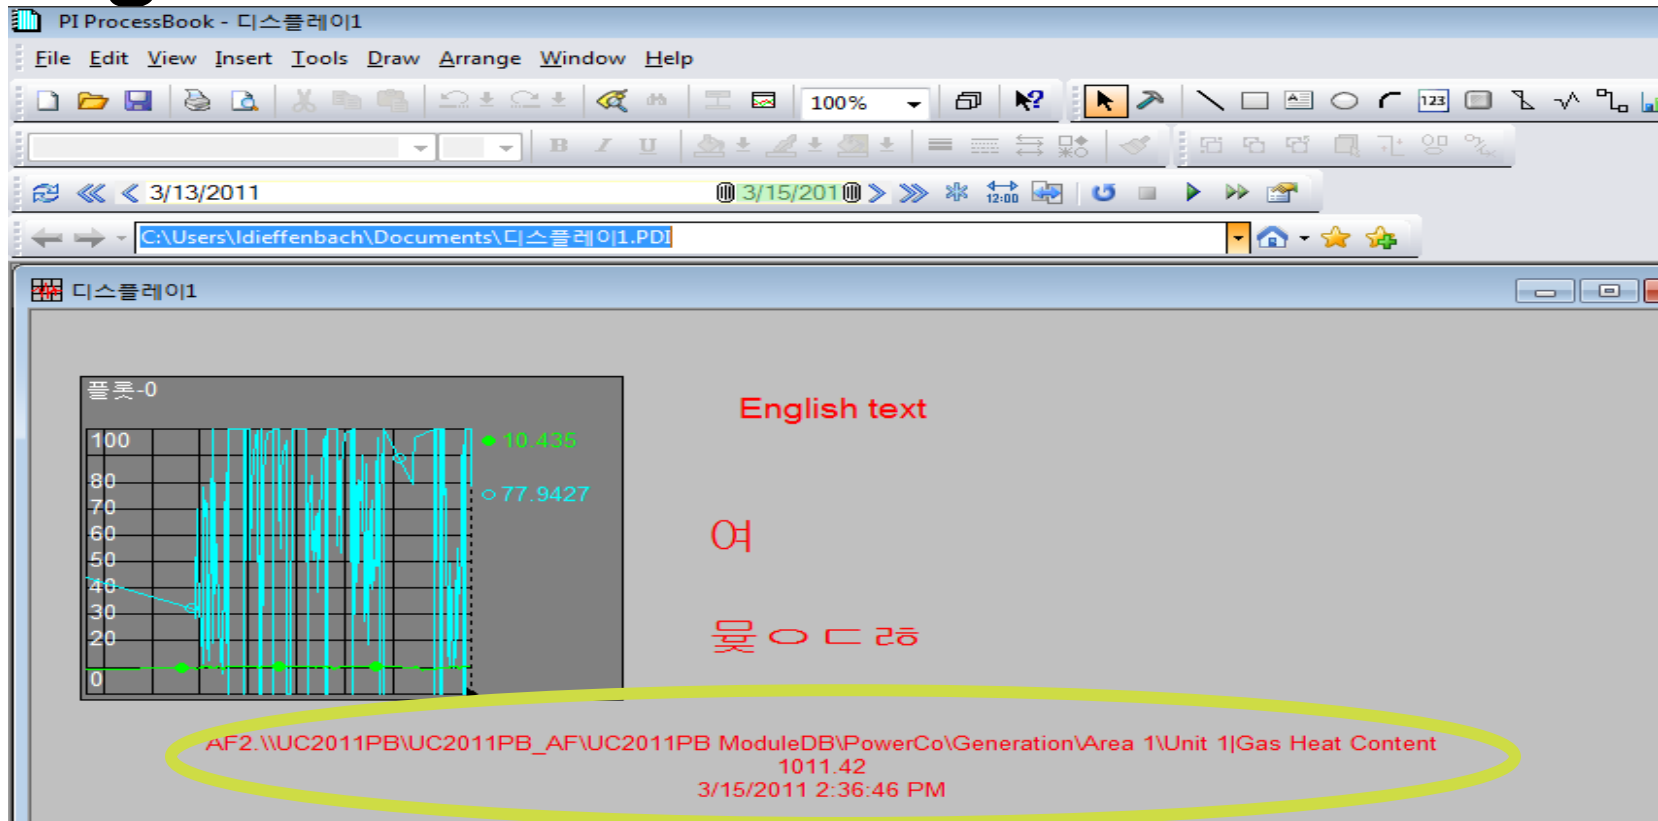 PI ProcessBook - 디스플레이1
File Edit View Insert Tools Draw Arrange Window Help
100%
123
B I U
3/13/2011
3/15/201
12:00
C:\Users\ldieffenbach\Documents\디스플레이1.PDI
디스플레이1
플롯-0
100
80
70
60
50
40
30
20
0
10.435
77.9427
English text
여
뮻ㅇㄷㄹㅎ
AF2.\\UC2011PB\UC2011PB_AF\UC2011PB ModuleDB\PowerCo\Generation\Area 1\Unit 1|Gas Heat Content
1011.42
3/15/2011 2:36:46 PM